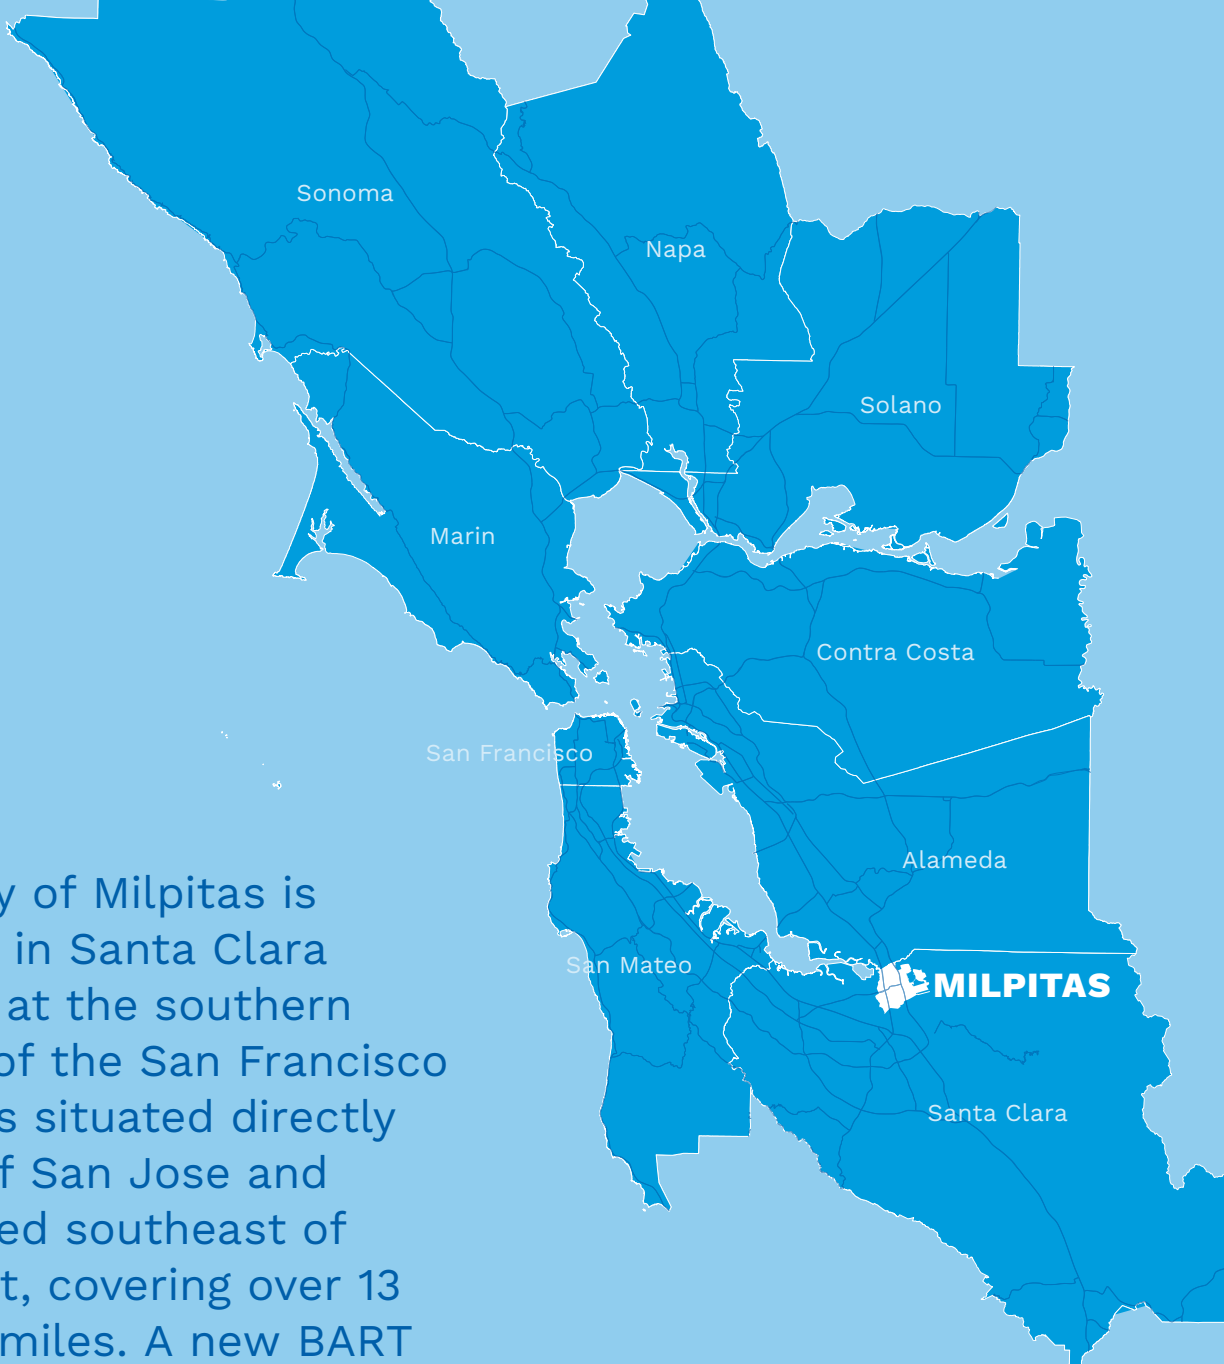 Sonoma
Napa
Solano
Marin
Contra Costa
San Francisco
Alameda
San Mateo
MILPITAS
Santa Clara
of Milpitas is
in Santa Clara
at the southern
of the San Francisco
situated directly
San Jose and
southeast of
covering over 13
miles. A new BART